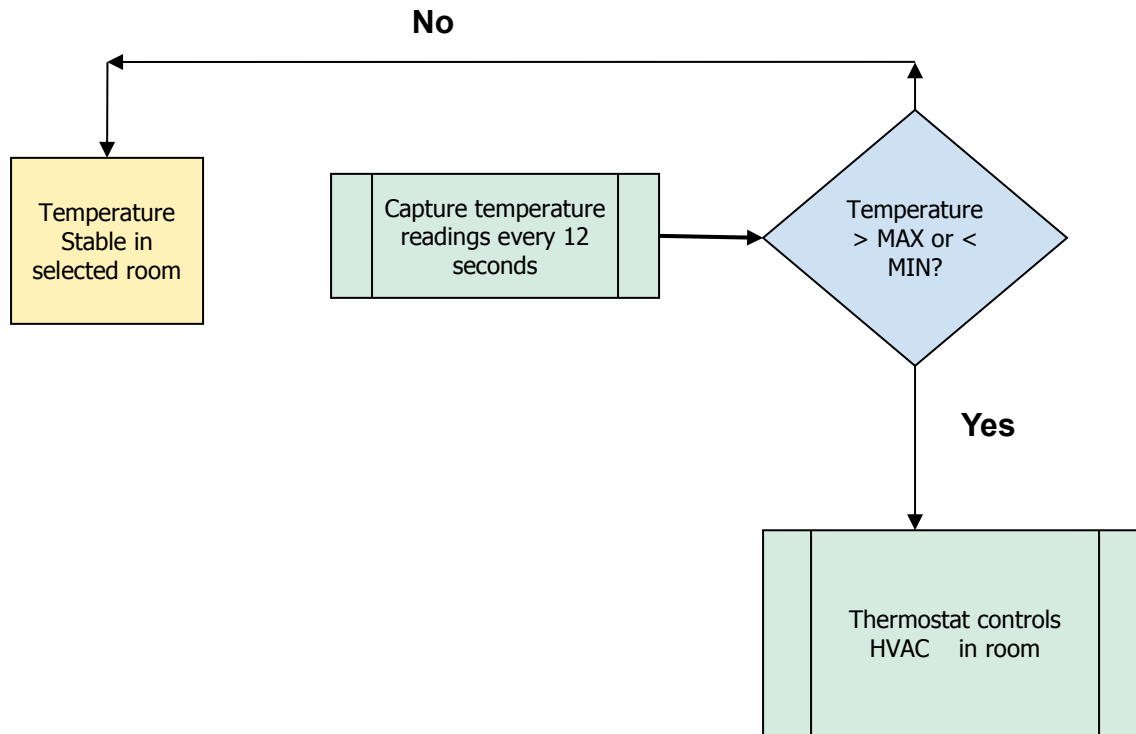 No
Temperature
Stable in
selected room
Capture temperature
readings every 12
seconds
Temperature
> MAX or <
MIN?
Yes
Thermostat controls
HVAC in room